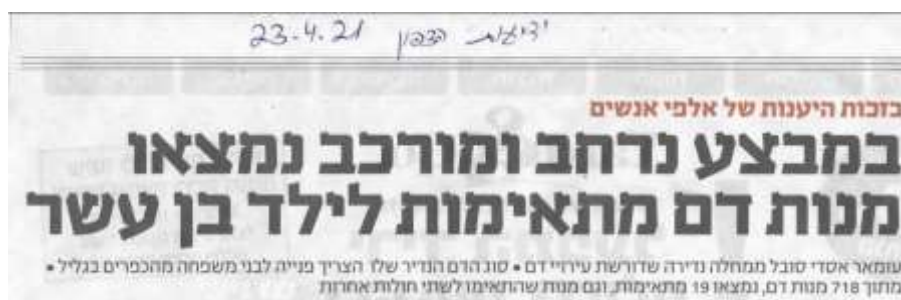 ידיעות הצפון 23.4.21
בזכות היענות של אלפי אנשים
במבצע נרחב ומורכב נמצאו
מנות דם מתאימות לילד בן עשר
עומאר אסדי סובל ממחלה נדירה שדורשת עירויי דם • סוג הדם הנדיר שלו הצריך פנייה לבני משפחה מהכפרים בגליל •
מתוך 718 מנות דם, נמצאו 19 מתאימות, וגם מנות שהתאימו לשתי חולות אחרות